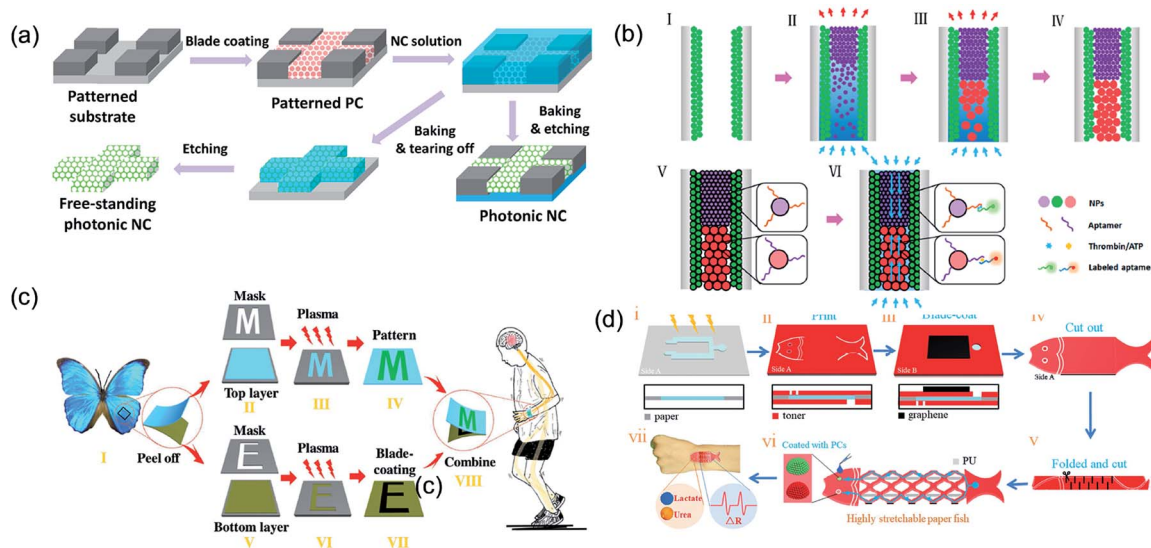 (a)
Blade coating
NC solution
Patterned
substrate
Patterned PC
Baking
& tearing off
Baking
& etching
Etching
Free-standing
photonic NC
Photonic NC
(b)
I
II
III
IV
V
VI
NPs
Aptamer
Thrombin/ATP
Labeled aptamer
(c)
Mask
M
Plasma
M
Pattern
M
Top layer
II
III
IV
I
Peel off
M
Combine
VIII
Mask
E
Plasma
E
Blade-
coating
E
(c)
Bottom layer
V
VI
VII
(d)
i
Side A
paper
ii
Print
Side A
toner
iii
Blade-coat
Side B
graphene
iv
Cut out
Side A
v
Folded and cut
vi
Coated with PCs
PU
Highly stretchable paper fish
vii
Lactate
Urea
△R